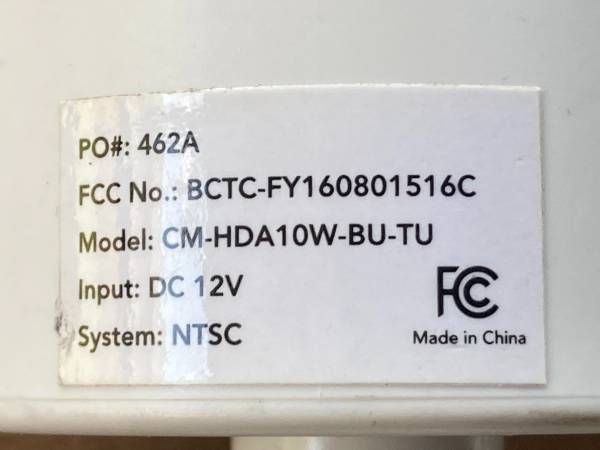 PO#: 462A
FCC No.: BCTC-FY160801516C
Model: CM-HDA10W-BU-TU
Input: DC 12V
System: NTSC
FC
Made in China